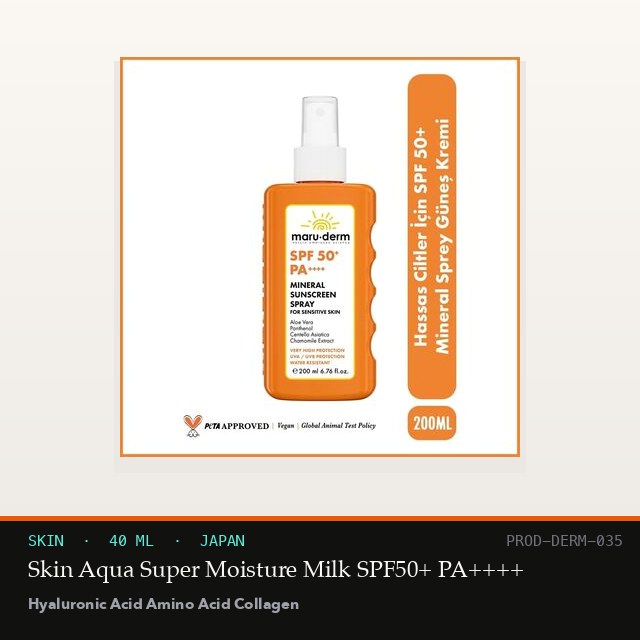 maru·derm
SPF 50+
PA++++
MINERAL
SUNSCREEN
SPRAY
FOR SENSITIVE SKIN
Aloe Vera
Panthenol
Centella Asiatica
Chamomile Extract
VERY HIGH PROTECTION
UVA / UVB PROTECTION
WATER RESISTANT
℮ 200 ml 6.76 fl.oz.
Hassas Ciltler İçin SPF 50+
Mineral Sprey Güneş Kremi
200ML
PeTA APPROVED | Vegan | Global Animal Test Policy
SKIN · 40 ML · JAPAN
PROD-DERM-035
Skin Aqua Super Moisture Milk SPF50+ PA++++
Hyaluronic Acid Amino Acid Collagen